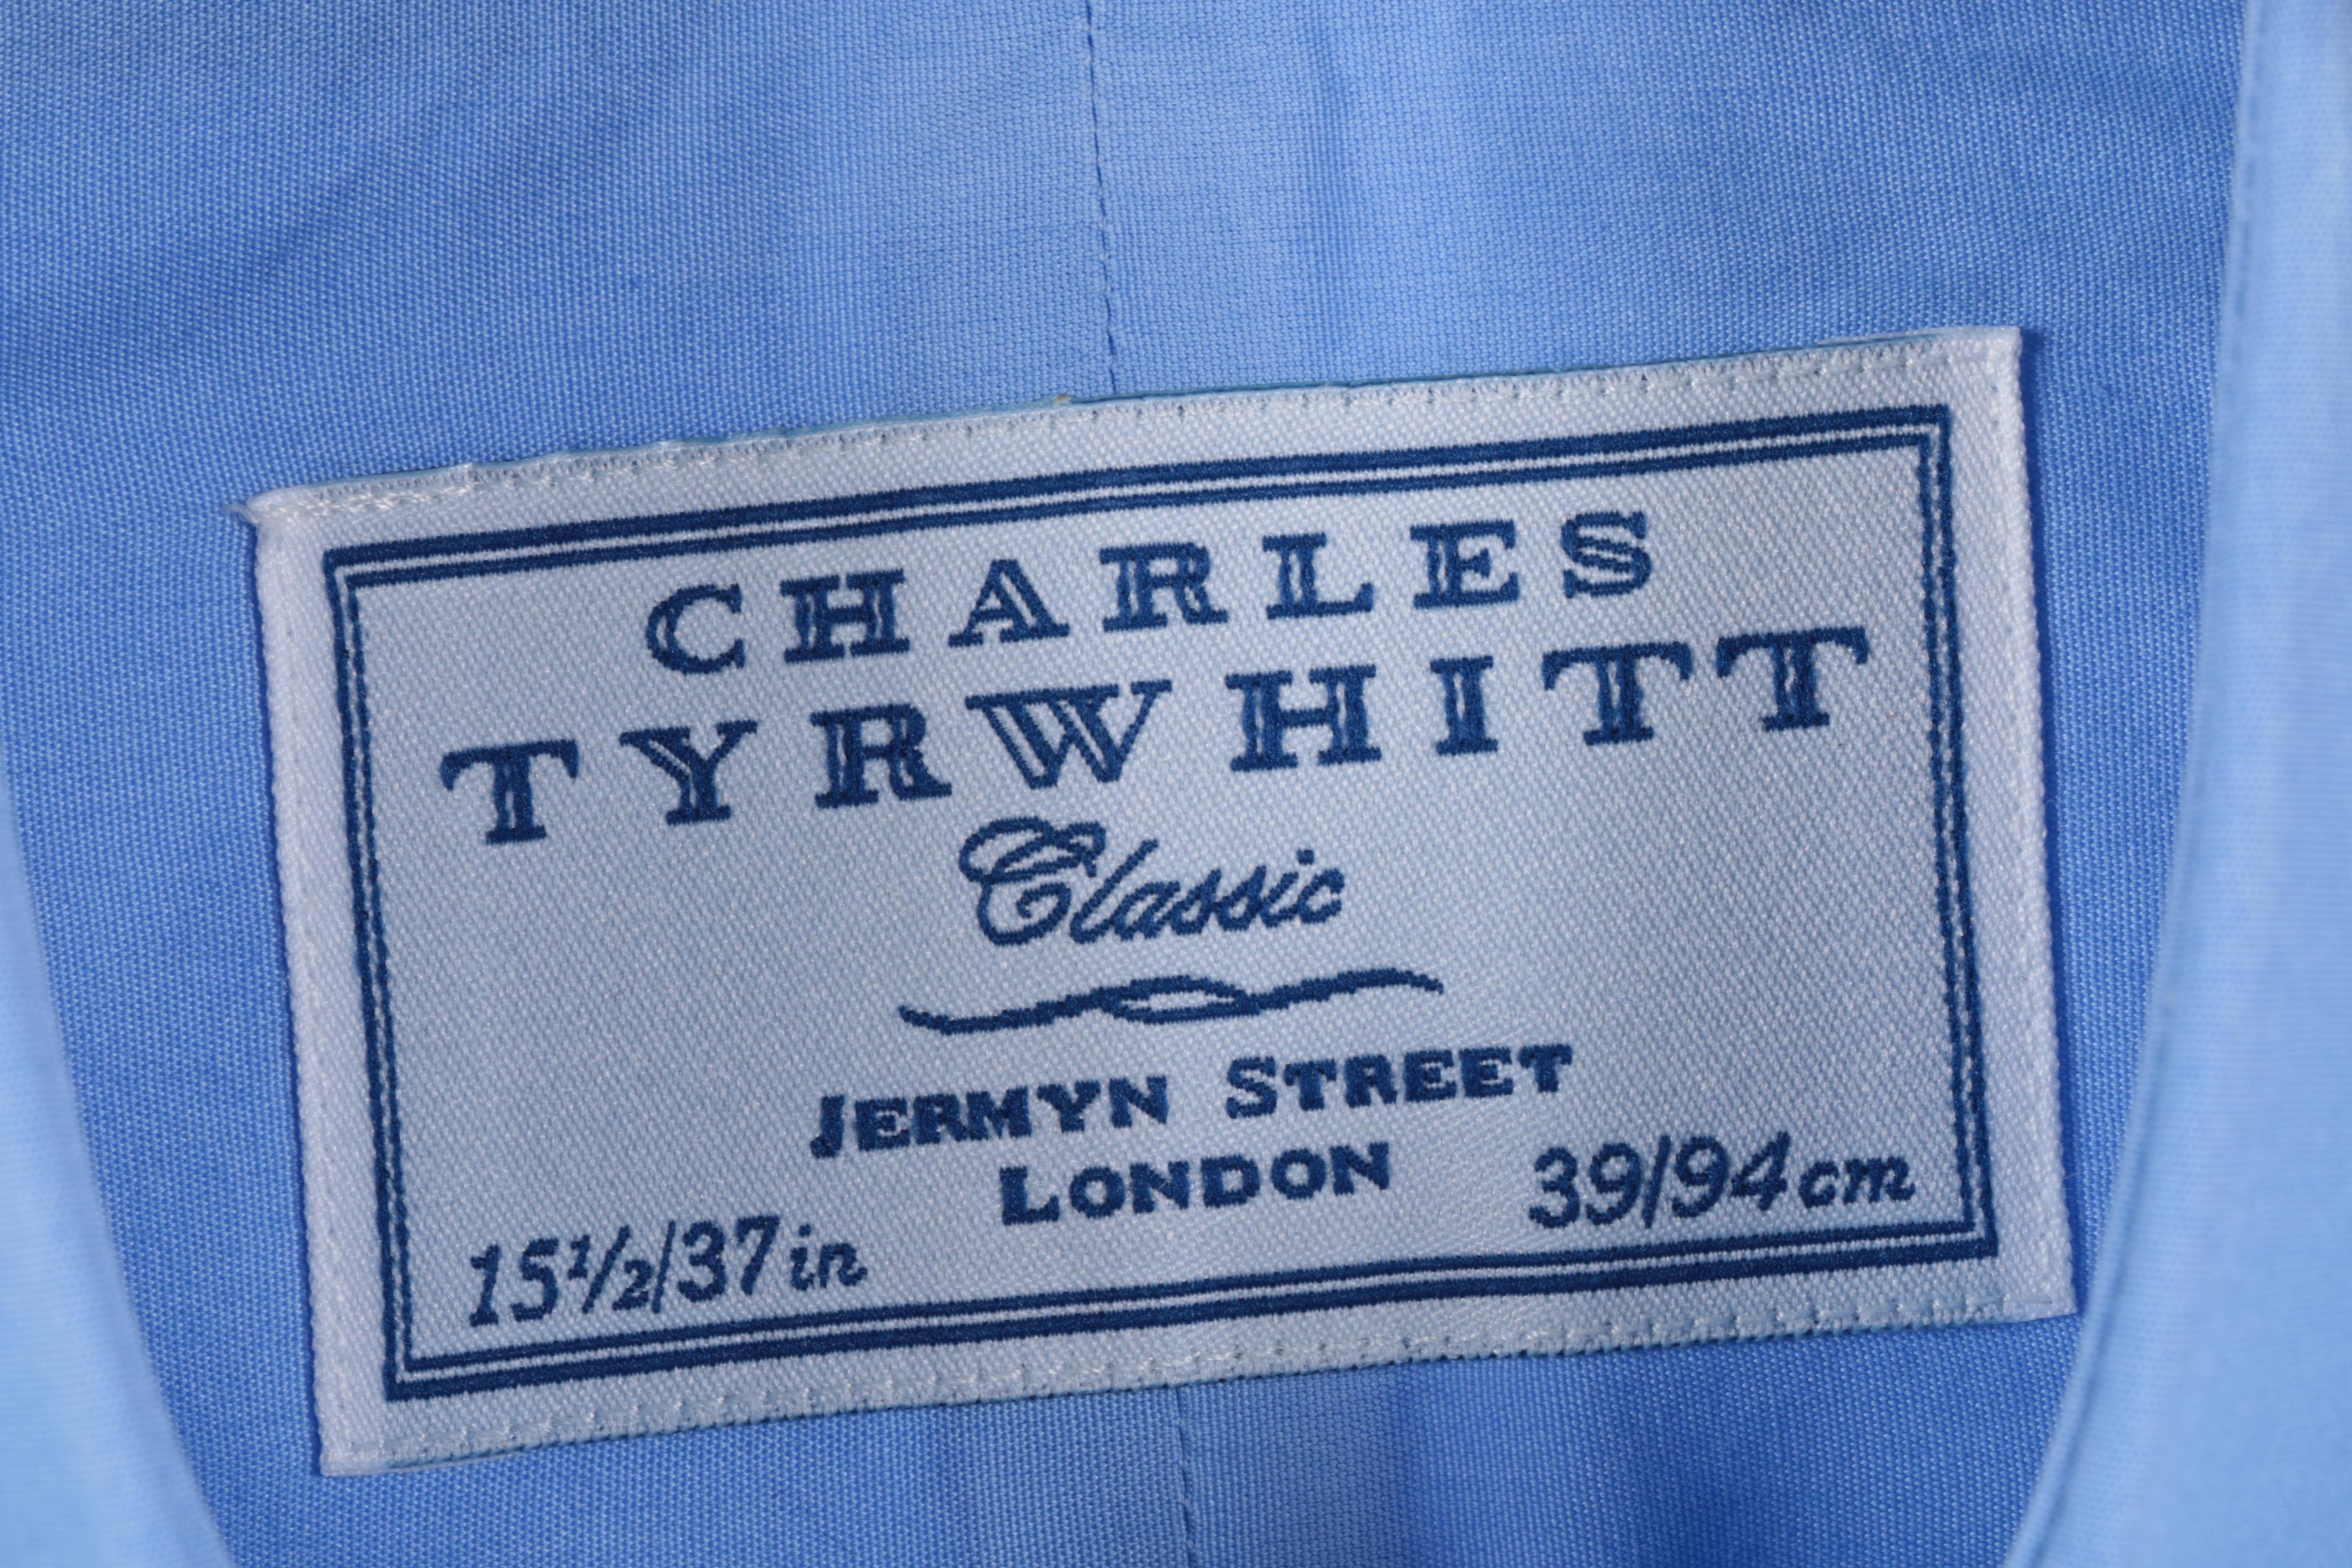 CHARLES
TYRWHITT
Classic
JERMYN STREET
LONDON
15½/37in 39/94cm